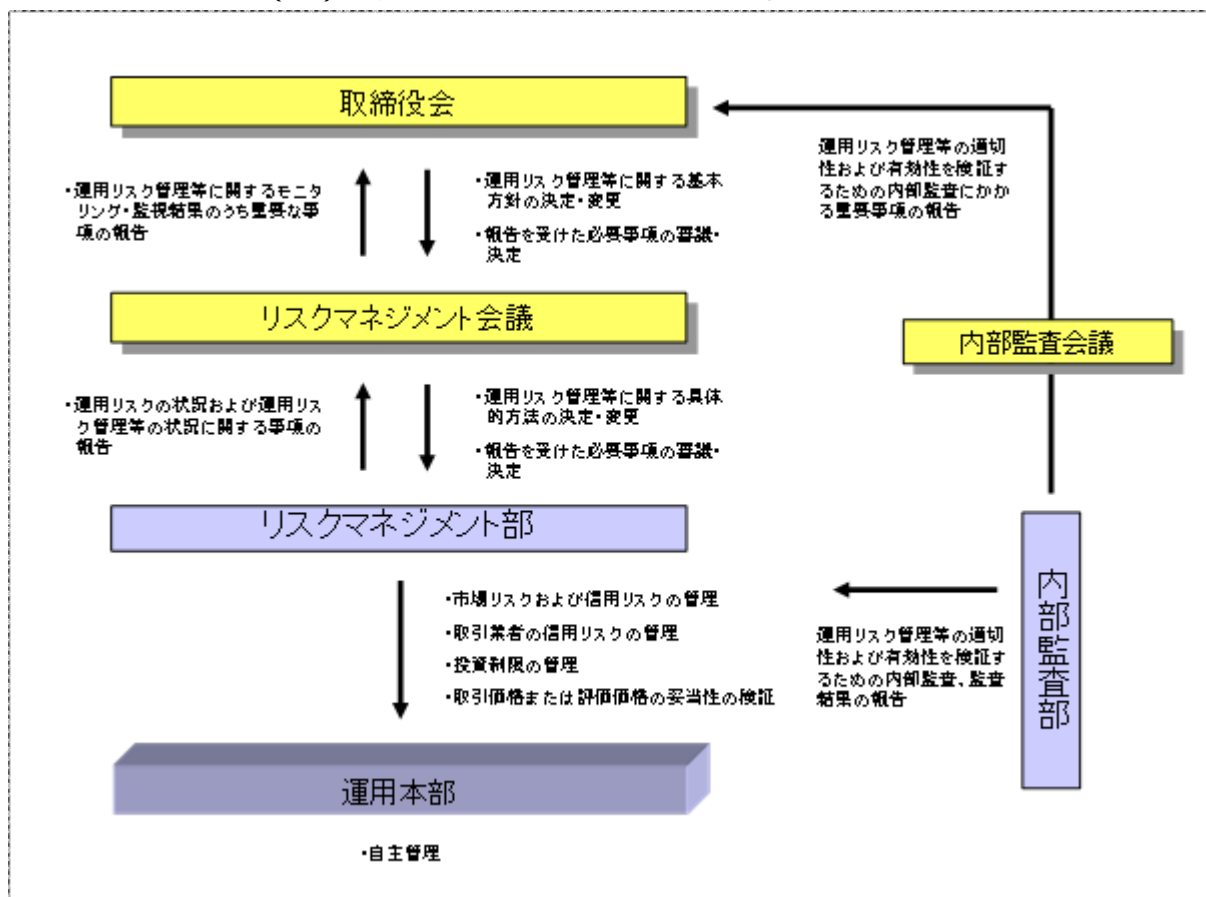 取締役会
・運用リスク管理等に関するモニ
タリング・監視結果のうち重要な事
項の報告
・運用リスク管理等に関する基本
方針の決定・変更
・報告を受けた必要事項の審議・
決定
運用リスク管理等の適切
性および有効性を検証す
るための内部監査にかか
る重要事項の報告
リスクマネジメント会議
内部監査会議
・運用リスクの状況および運用リス
ク管理等の状況に関する事項の
報告
・運用リスク管理等に関する具体
的方法の決定・変更
・報告を受けた必要事項の審議・
決定
リスクマネジメント部
内部監査部
・市場リスクおよび信用リスクの管理
・取引業者の信用リスクの管理
・投資制限の管理
・取引価格または評価価格の妥当性の検証
運用リスク管理等の適切
性および有効性を検証す
るための内部監査、監査
結果の報告
運用本部
・自主管理